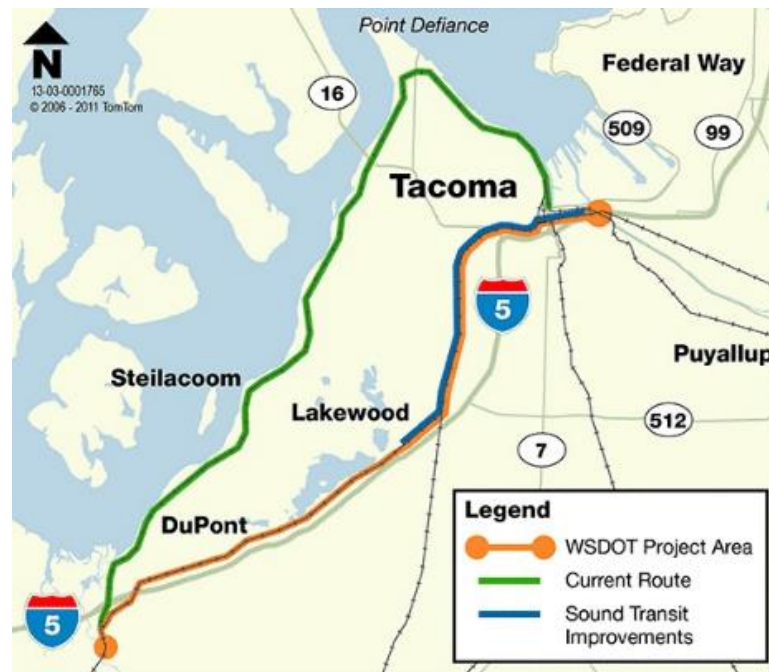 Point Defiance
N
13-03-0001765
© 2006 - 2011 TomTom
16
Federal Way
509
99
Tacoma
5
Puyallup
Steilacoom
Lakewood
512
7
DuPont
5
Legend
WSDOT Project Area
Current Route
Sound Transit
Improvements